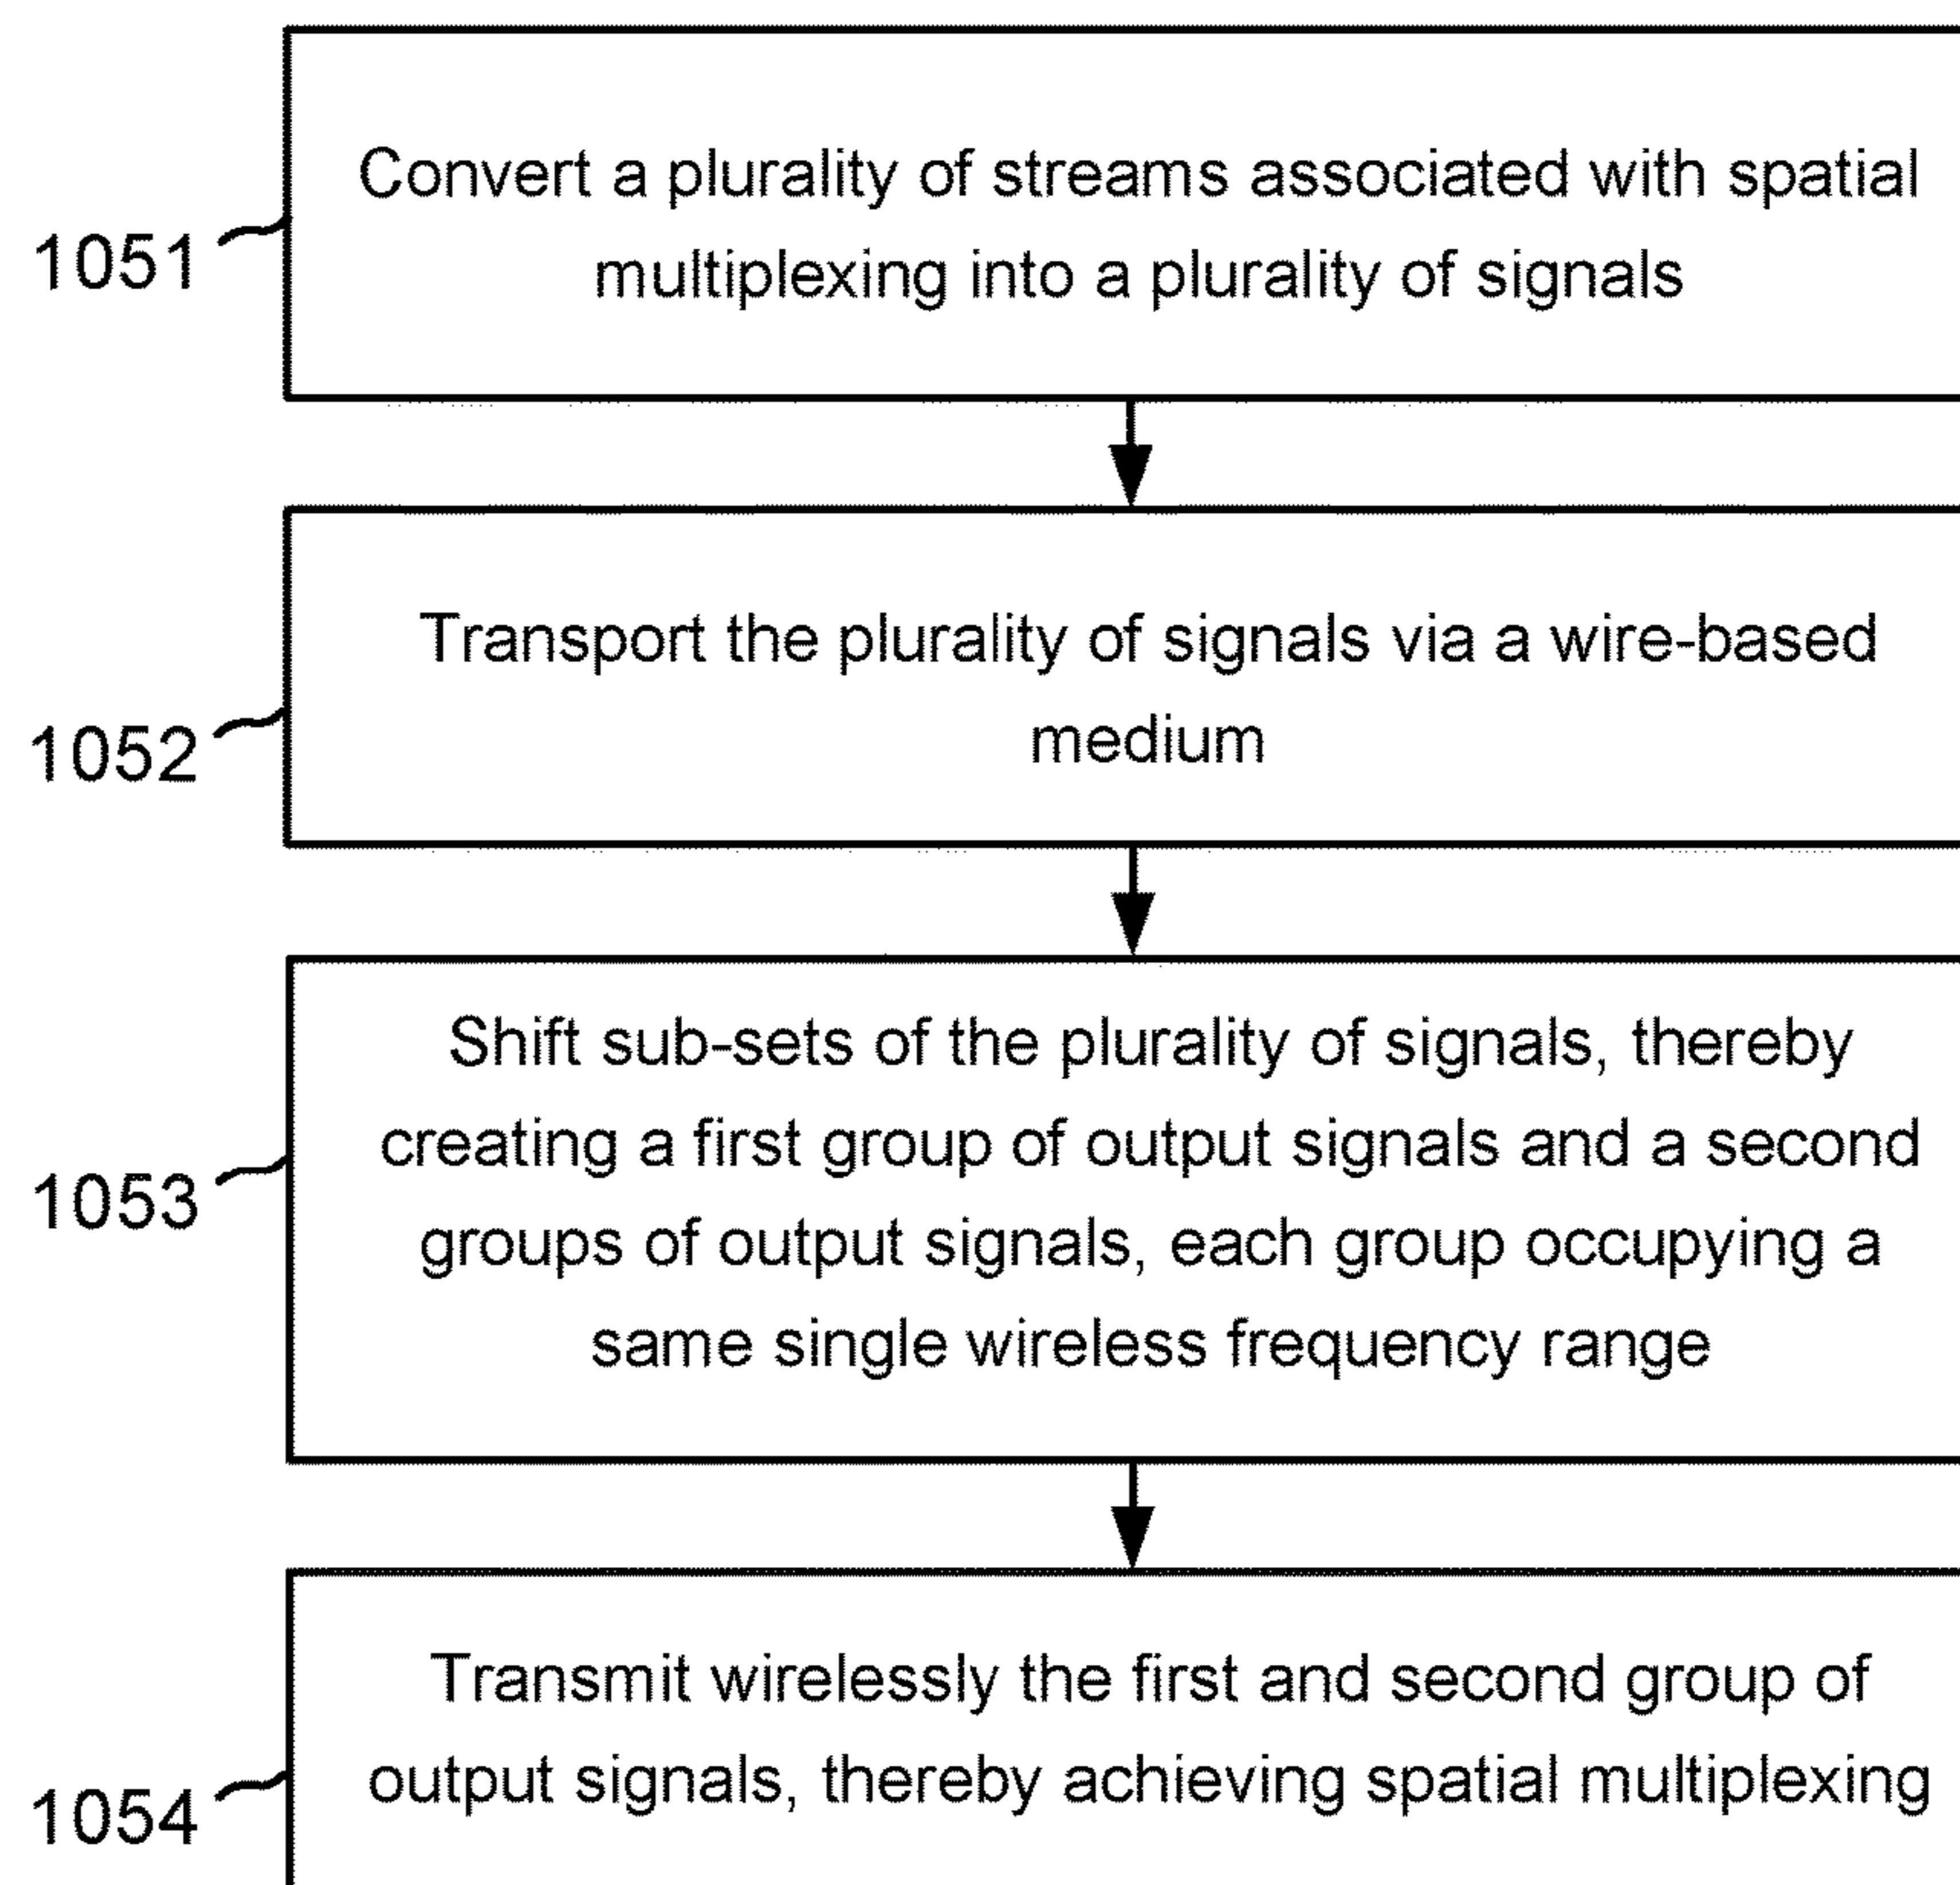 Convert a plurality of streams associated with spatial
multiplexing into a plurality of signals
1051
Transport the plurality of signals via a wire-based
medium
1052
Shift sub-sets of the plurality of signals, thereby
creating a first group of output signals and a second
groups of output signals, each group occupying a
same single wireless frequency range
1053
Transmit wirelessly the first and second group of
output signals, thereby achieving spatial multiplexing
1054